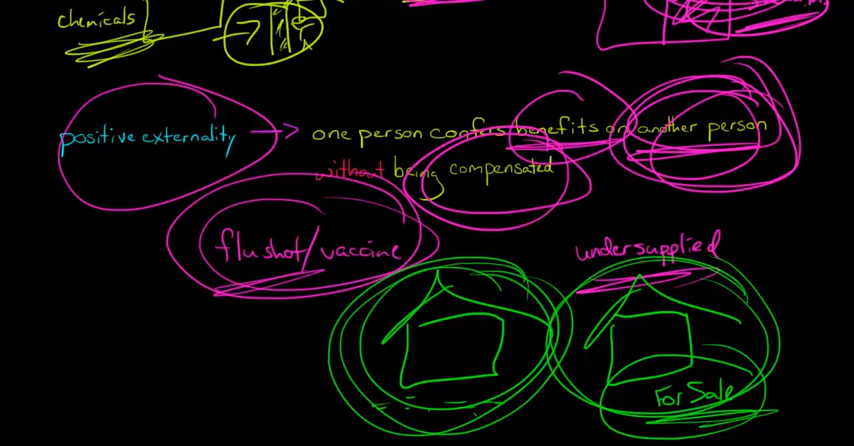 chemicals
positive externality → one person confers benefits on another person
without being compensated
flu shot/vaccine
undersupplied
For Sale